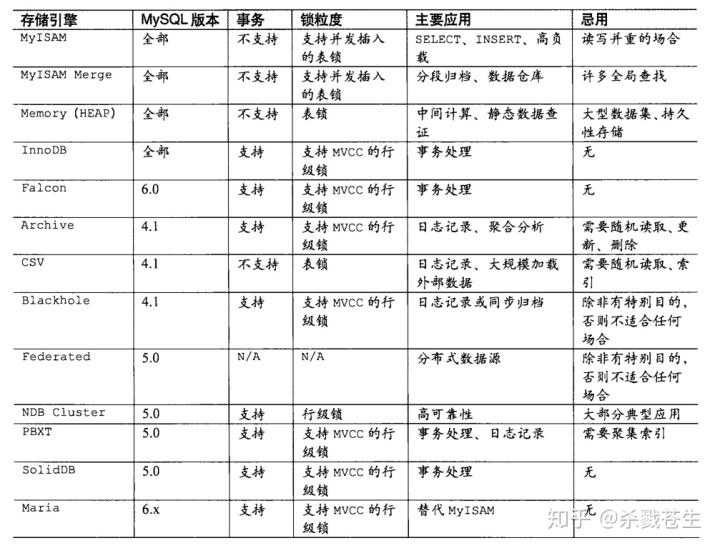 存储引擎 MySQL 版本 事务 锁粒度 主要应用 忌用
MyISAM 全部 不支持 支持并发插入的表锁 SELECT、INSERT、高负载 读写并重的场合
MyISAM Merge 全部 不支持 支持并发插入的表锁 分段归档、数据仓库 许多全局查找
Memory (HEAP) 全部 不支持 表锁 中间计算、静态数据查证 大型数据集、持久性存储
InnoDB 全部 支持 支持 MVCC 的行级锁 事务处理 无
Falcon 6.0 支持 支持 MVCC 的行级锁 事务处理 无
Archive 4.1 支持 支持 MVCC 的行级锁 日志记录、聚合分析 需要随机读取、更新、删除
CSV 4.1 不支持 表锁 日志记录、大规模加载外部数据 需要随机读取、索引
Blackhole 4.1 支持 支持 MVCC 的行级锁 日志记录或同步归档 除非有特别目的，否则不适合任何场合
Federated 5.0 N/A N/A 分布式数据源 除非有特别目的，否则不适合任何场合
NDB Cluster 5.0 支持 行级锁 高可靠性 大部分典型应用
PBXT 5.0 支持 支持 MVCC 的行级锁 事务处理、日志记录 需要聚集索引
SolidDB 5.0 支持 支持 MVCC 的行级锁 事务处理 无
Maria 6.x 支持 支持 MVCC 的行级锁 替代 MyISAM 无
知乎 @杀戮苍生